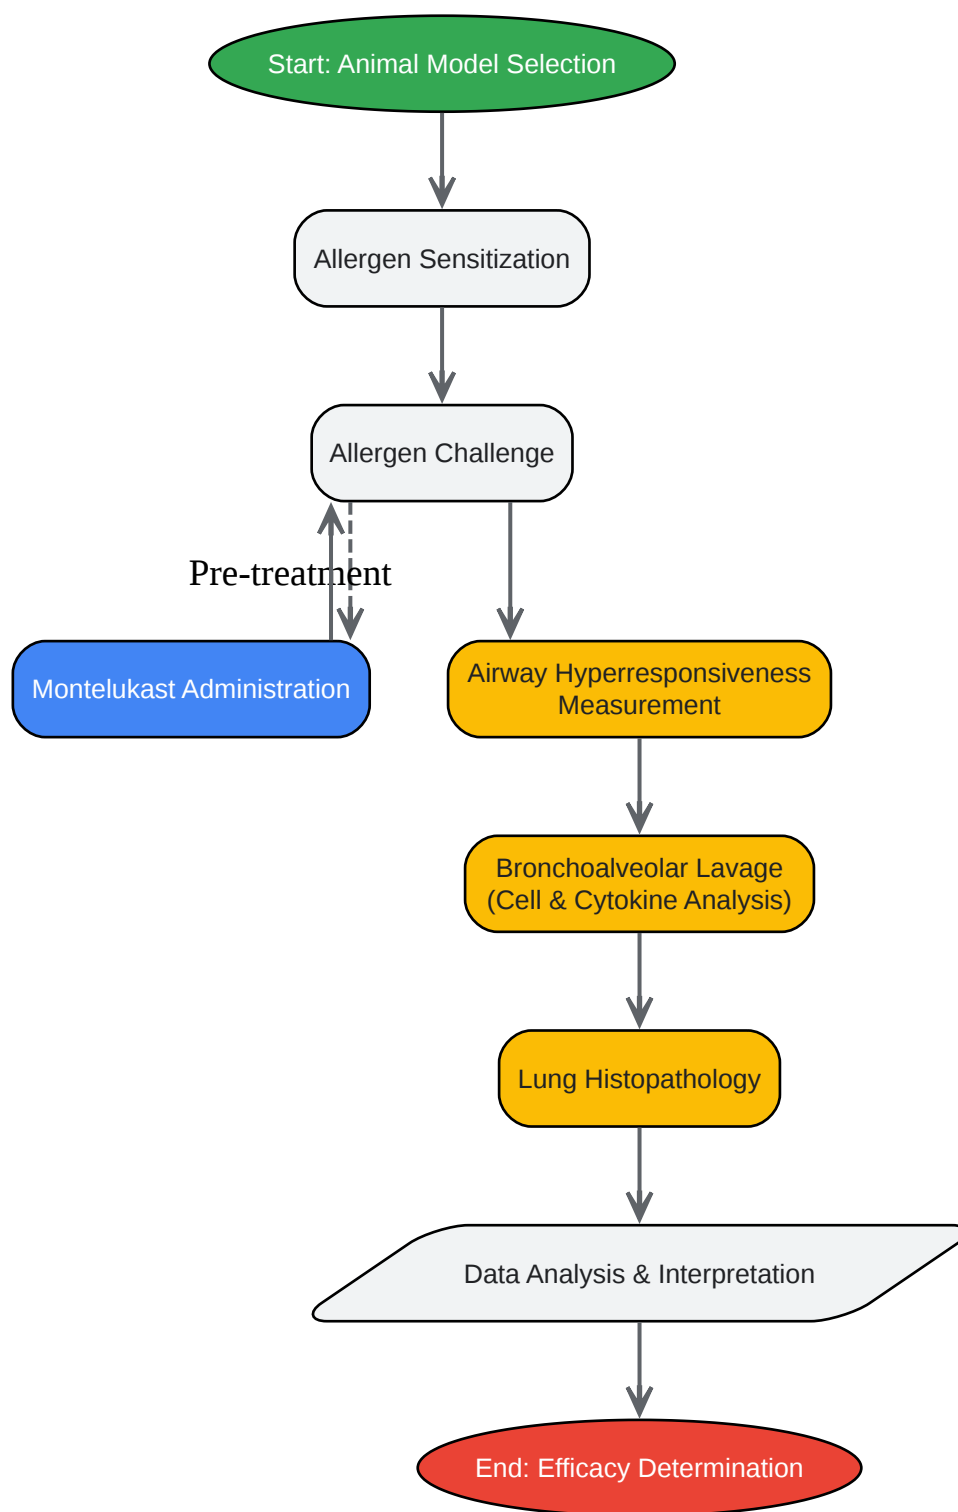 Start: Animal Model Selection
Allergen Sensitization
Allergen Challenge
Pre-treatment
Montelukast Administration
Airway Hyperresponsiveness
Measurement
Bronchoalveolar Lavage
(Cell & Cytokine Analysis)
Lung Histopathology
Data Analysis & Interpretation
End: Efficacy Determination